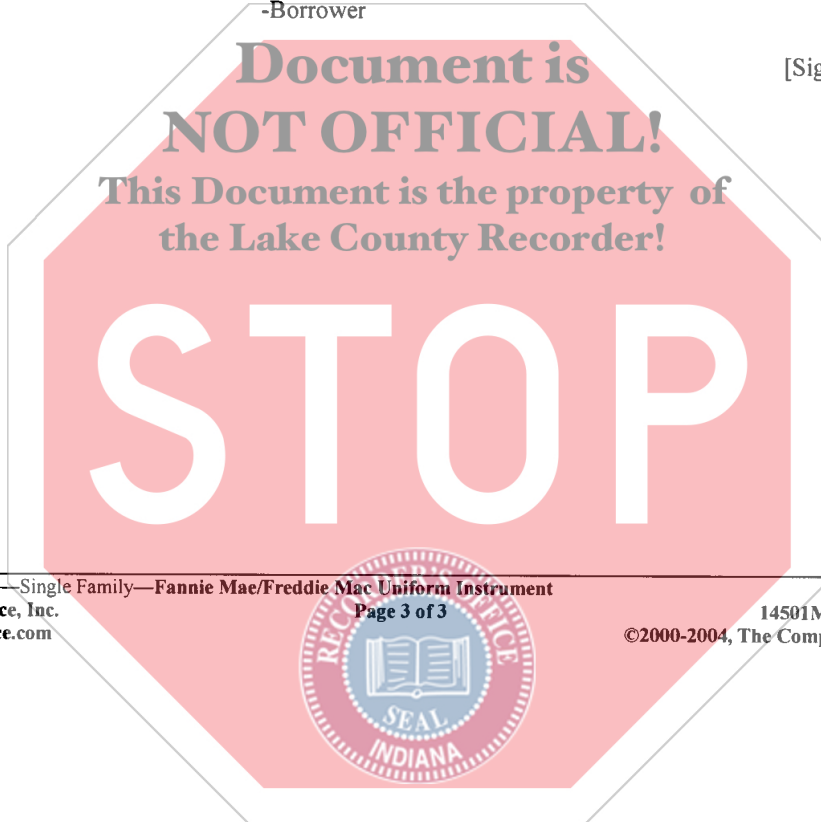 -Borrower
Document is
[Sig
NOT OFFICIAL!
This Document is the property of
the Lake County Recorder!
STOP
—Single Family—Fannie Mae/Freddie Mac Uniform Instrument
ce, Inc.
Page 3 of 3
14501M
ce.com
©2000-2004, The Comp
RECORDER'S OFFICE
SEAL
INDIANA